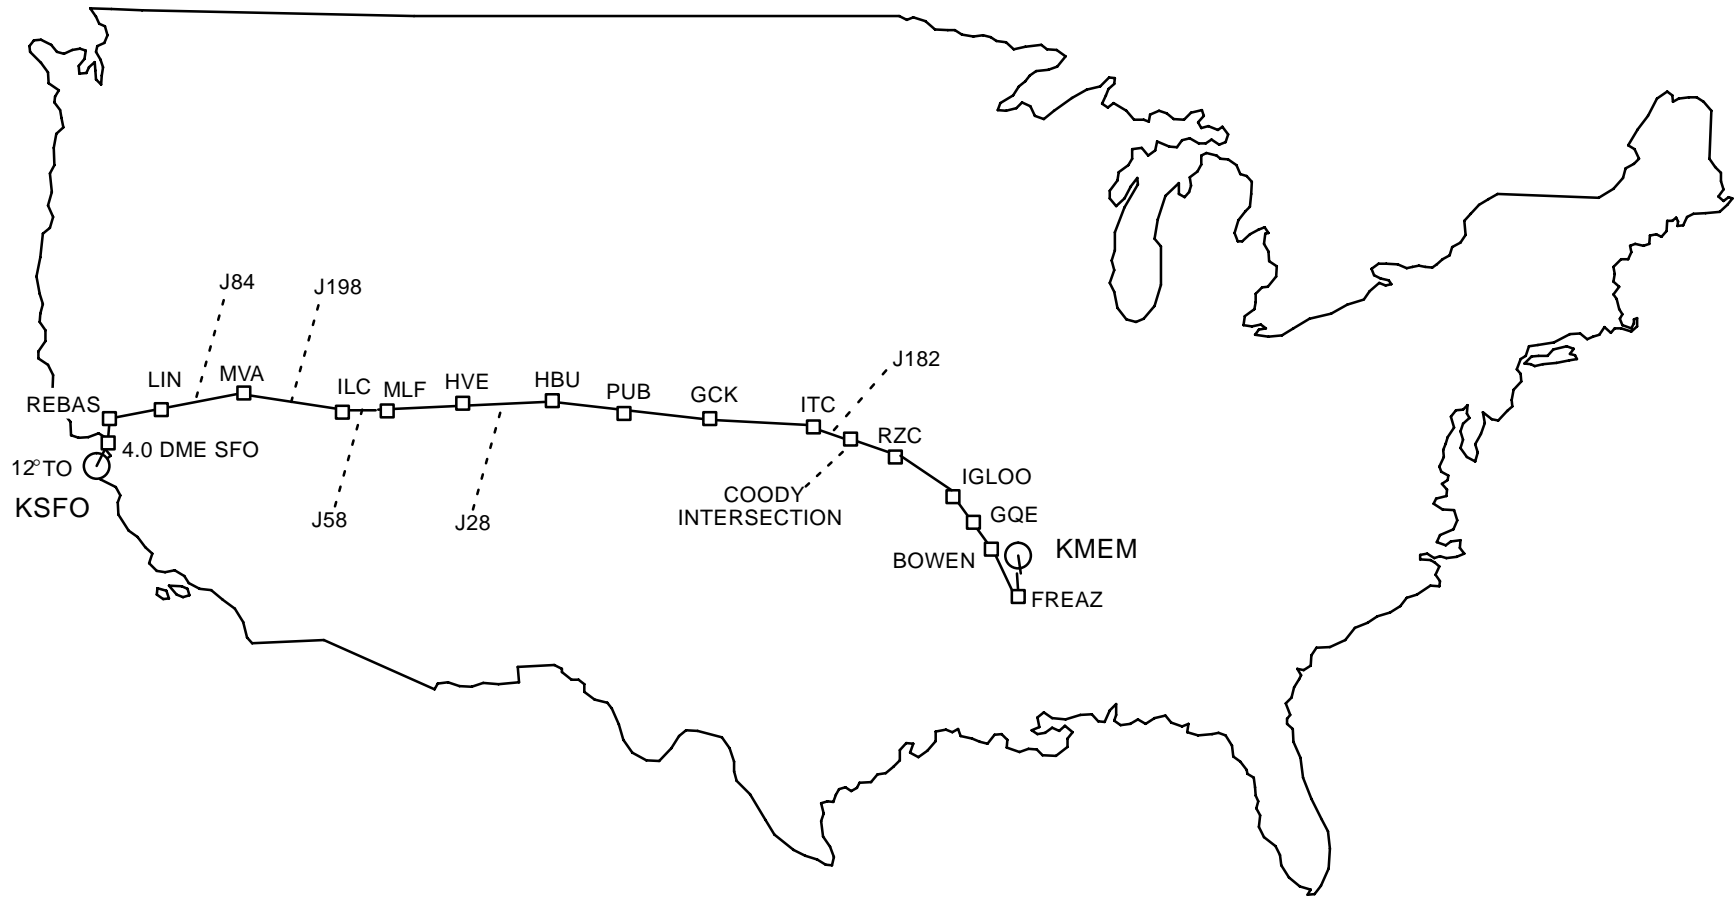 J84
J198
J182
LIN
MVA
ILC
MLF
HVE
HBU
PUB
GCK
ITC
REBAS
RZC
4.0 DME SFO
12°TO
KSFO
IGLOO
COODY
INTERSECTION
J58
J28
GQE
KMEM
BOWEN
FREAZ